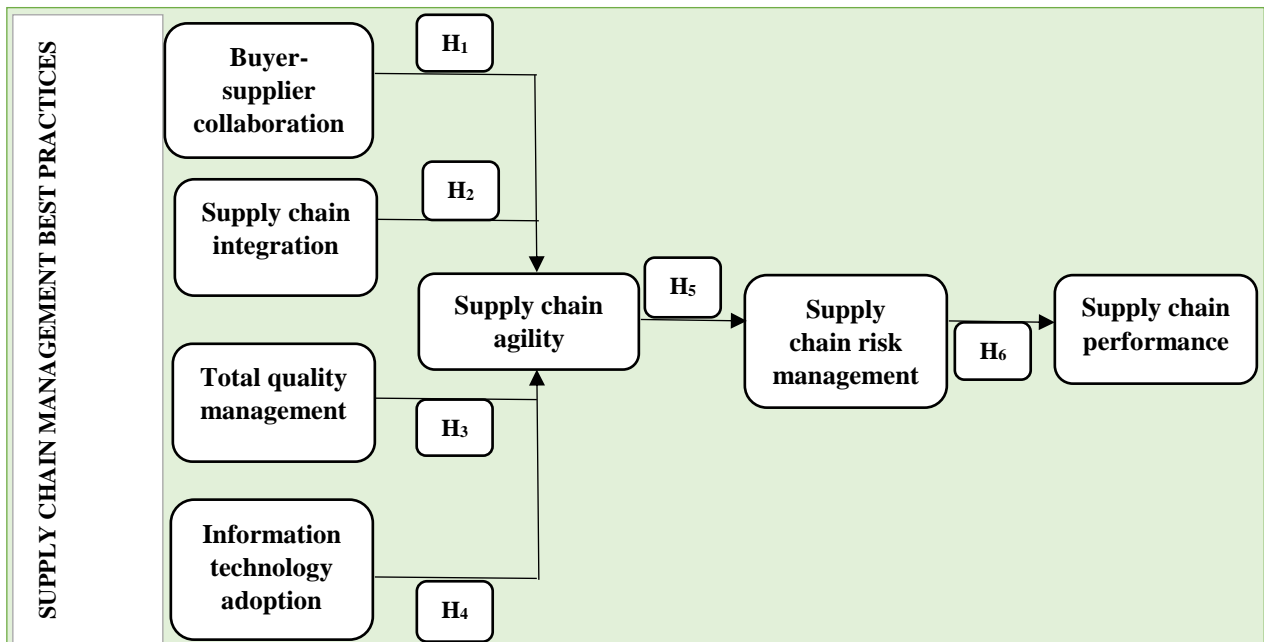 SUPPLY CHAIN MANAGEMENT BEST PRACTICES
Buyer-
supplier
collaboration
H₁
Supply chain
integration
H₂
Total quality
management
H₃
Information
technology
adoption
H₄
Supply chain
agility
H₅
Supply
chain risk
management
H₆
Supply chain
performance